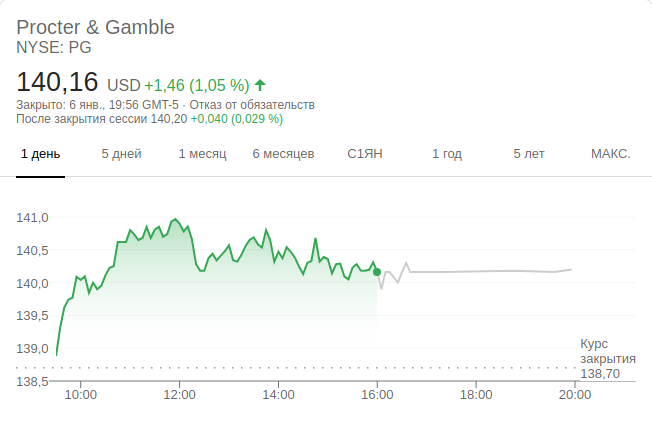 Procter & Gamble
NYSE: PG
140,16 USD +1,46 (1,05 %)
Закрыто: 6 янв., 19:56 GMT-5 · Отказ от обязательств
После закрытия сессии 140,20 +0,040 (0,029 %)
1 день 5 дней 1 месяц 6 месяцев С1ЯН 1 год 5 лет МАКС.
141,0
140,5
140,0
139,5
139,0
Курс
закрытия
138,70
138,5
10:00 12:00 14:00 16:00 18:00 20:00